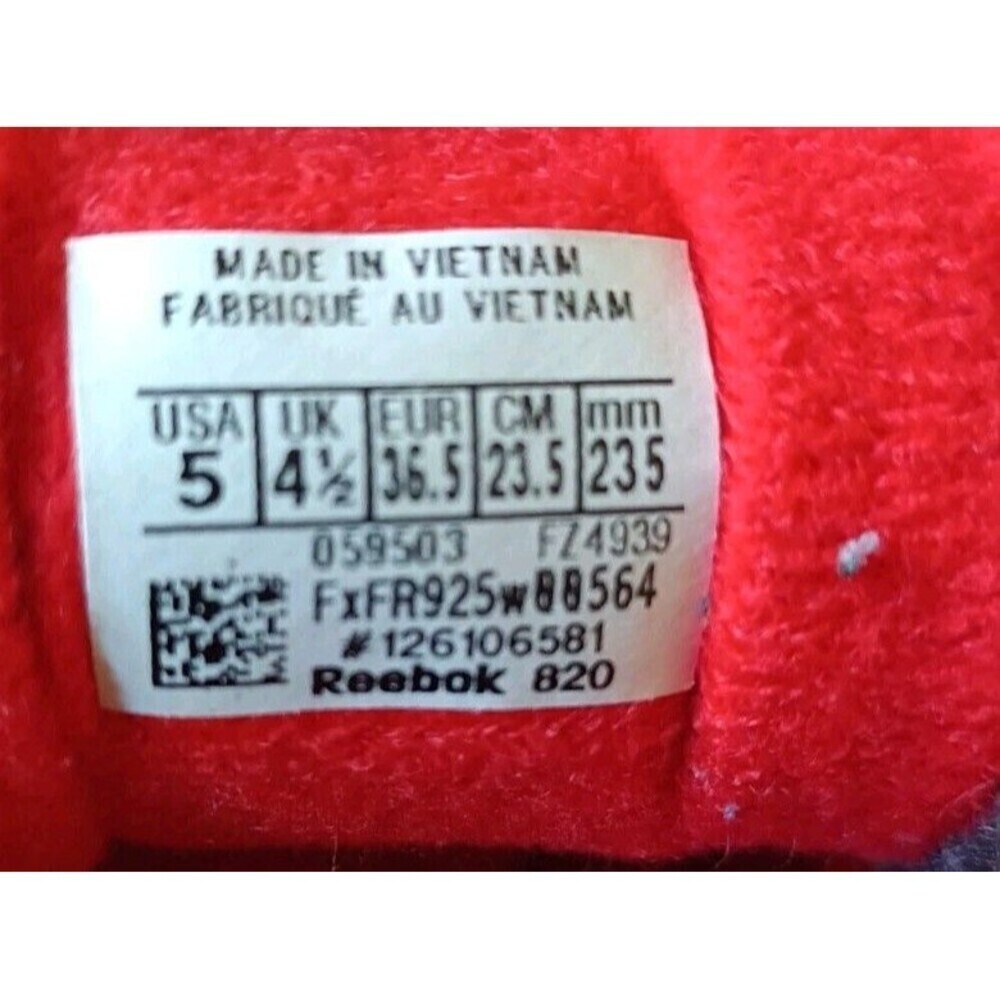 MADE IN VIETNAM
FABRIQUÉ AU VIETNAM
USA UK EUR CM mm
5 4½ 36.5 23.5 235
059503 FZ4939
FxFR925w88564
#126106581
Reebok 820